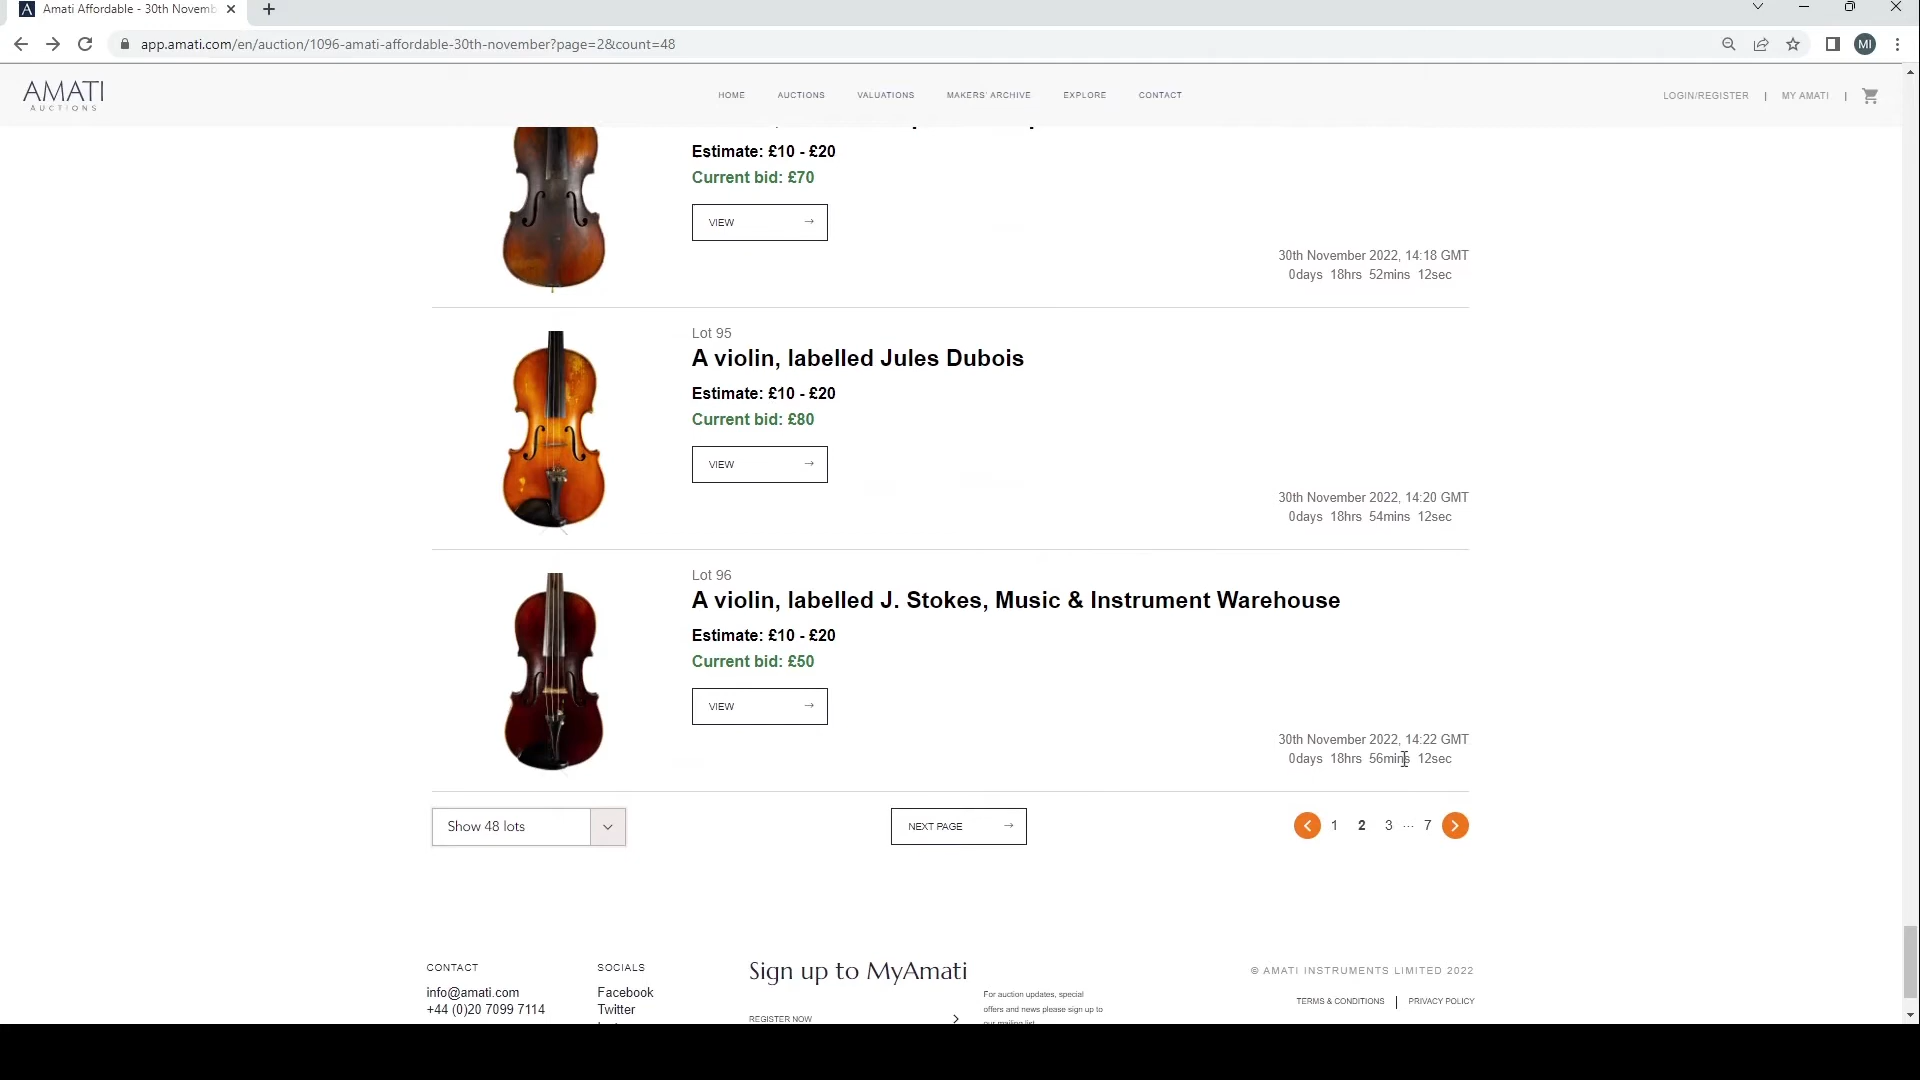 Amati Affordable - 30th Novemb
app.amati.com/en/auction/1096-amati-affordable-30th-november?page=2&count=48
MI
AMATI
AUCTIONS
HOME
AUCTIONS
VALUATIONS
MAKERS' ARCHIVE
EXPLORE
CONTACT
LOGIN/REGISTER
|
MY AMATI
|
Estimate: £10 - £20
Current bid: £70
VIEW
30th November 2022, 14:18 GMT
0days 18hrs 52mins 12sec
Lot 95
A violin, labelled Jules Dubois
Estimate: £10 - £20
Current bid: £80
VIEW
30th November 2022, 14:20 GMT
0days 18hrs 54mins 12sec
Lot 96
A violin, labelled J. Stokes, Music & Instrument Warehouse
Estimate: £10 - £20
Current bid: £50
VIEW
30th November 2022, 14:22 GMT
0days 18hrs 56mins 12sec
Show 48 lots
NEXT PAGE
1 2 3 ... 7
CONTACT
info@amati.com
+44 (0)20 7099 7114
SOCIALS
Facebook
Twitter
Sign up to MyAmati
REGISTER NOW
For auction updates, special
offers and news please sign up to
our mailing list
© AMATI INSTRUMENTS LIMITED 2022
TERMS & CONDITIONS | PRIVACY POLICY